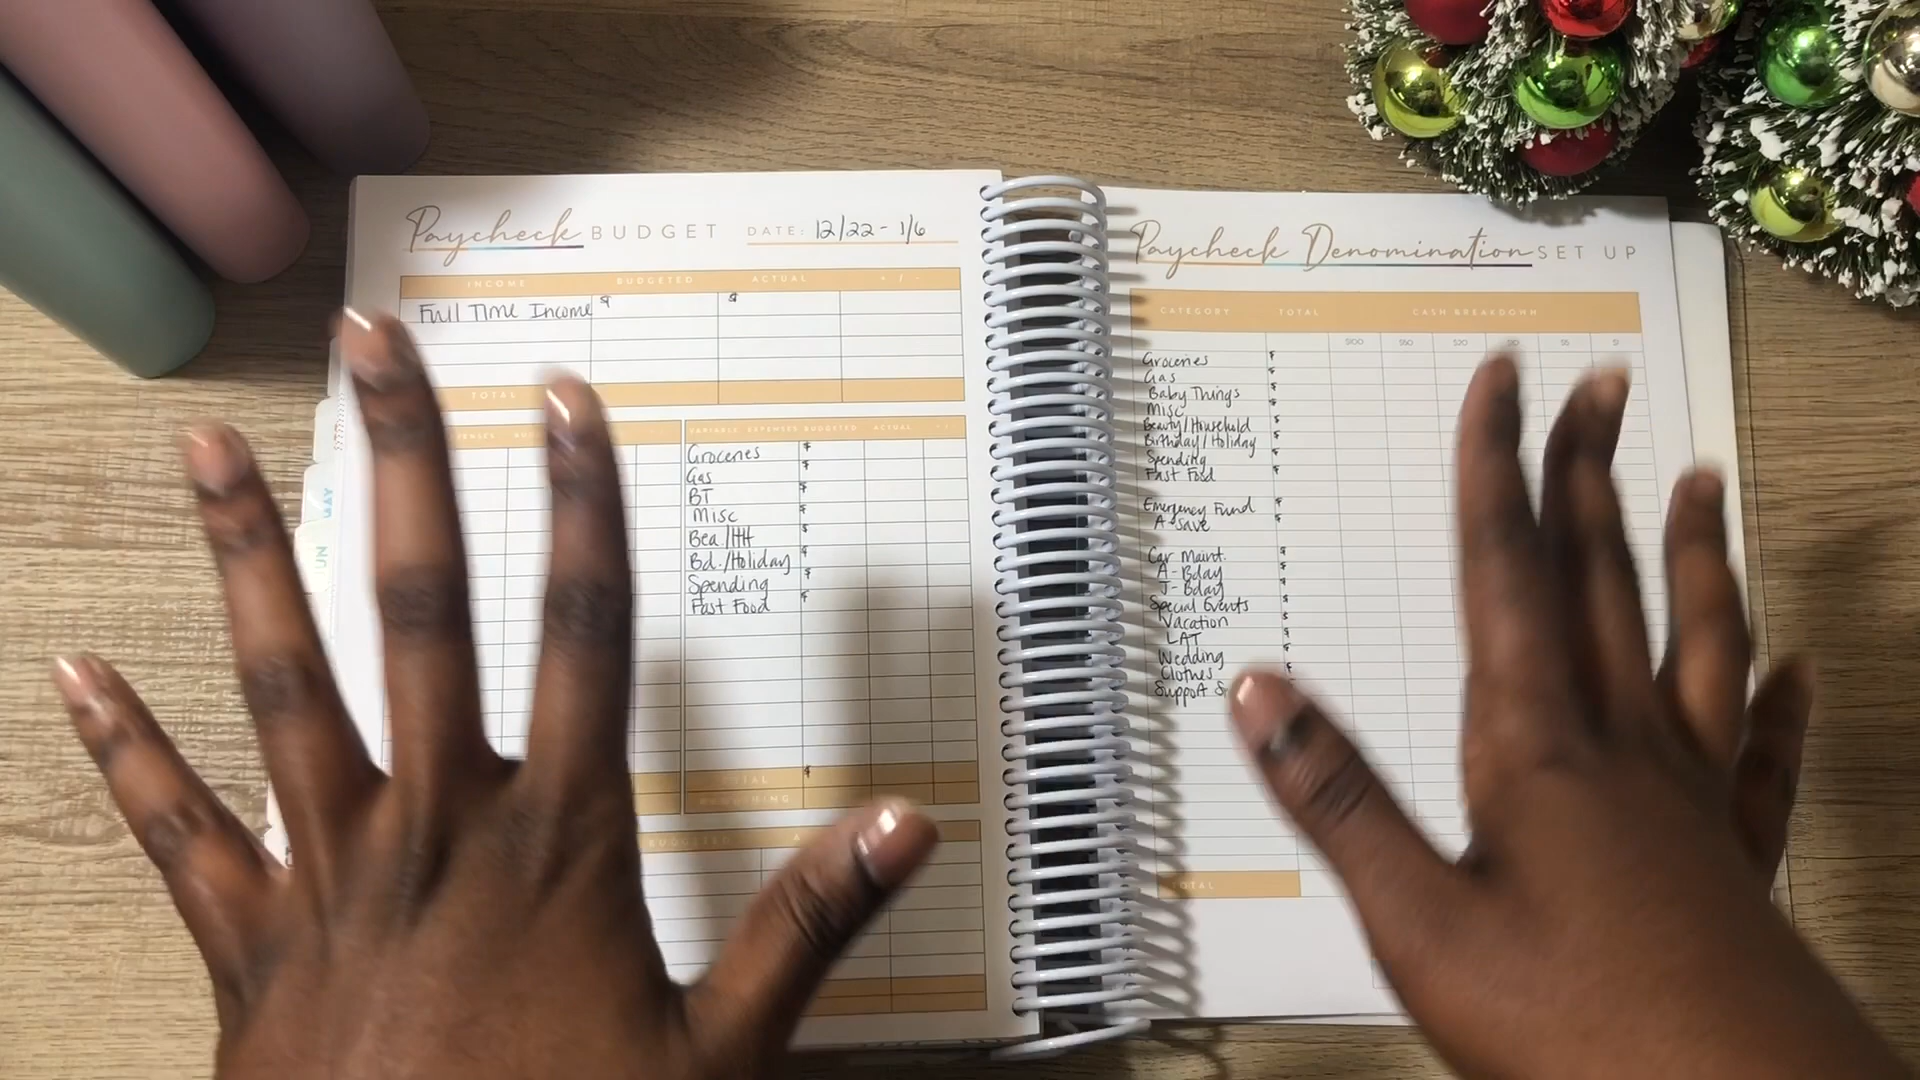 Paycheck BUDGET DATE: 12/22 - 1/6
INCOME BUDGETED ACTUAL + / -
Full Time Income $ $
TOTAL
VARIABLE EXPENSES BUDGETED ACTUAL
Groceries $
Gas $
BT $
Misc $
Bea./HH $
Bd./Holiday $
Spending $
Fast Food $
TOTAL $
BUDGETED
Paycheck Denomination SET UP
CATEGORY TOTAL CASH BREAKDOWN
$100 $50 $20 $10 $5 $1
Groceries $
Gas $
Baby Things $
Misc $
Beauty/Household $
Birthday/Holiday $
Spending $
Fast Food $
Emergency Fund $
A-Save $
Car Maint. $
A-Bday $
J-Bday $
Special Events $
Vacation $
LAT $
Wedding $
Clothes $
TOTAL